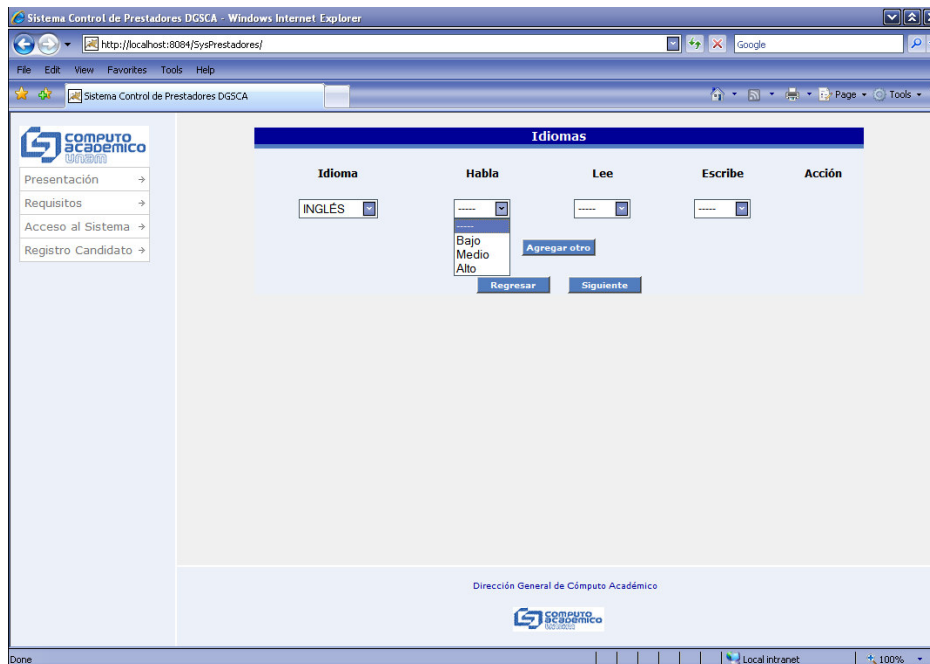 Sistema Control de Prestadores DGSCA - Windows Internet Explorer
http://localhost:8084/SysPrestadores/
Google
File Edit View Favorites Tools Help
Sistema Control de Prestadores DGSCA
Page Tools
COMPUTO
academico
UNAM
Presentación
Requisitos
Acceso al Sistema
Registro Candidato
Idiomas
Idioma Habla Lee Escribe Acción
INGLÉS ----- ----- -----
-----
Bajo
Medio
Alto
Agregar otro
Regresar Siguiente
Dirección General de Cómputo Académico
COMPUTO
academico
Done Local intranet 100%